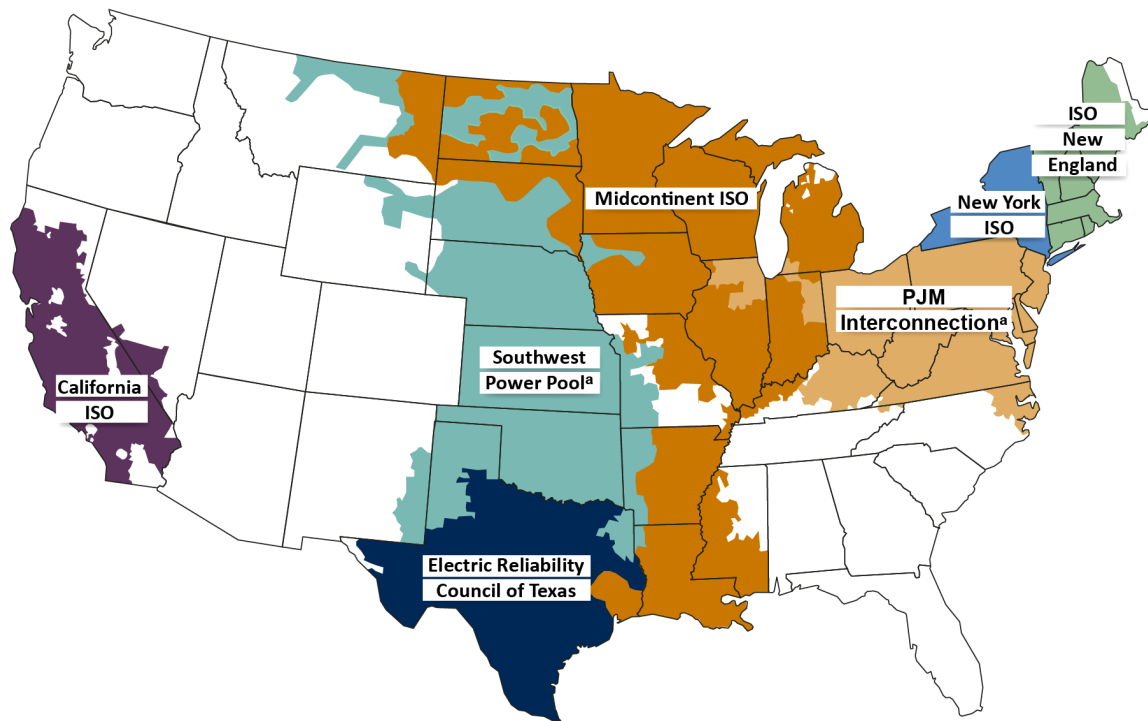 ISO
New
England
Midcontinent ISO
New York
ISO
PJM
Interconnectionᵃ
Southwest
Power Poolᵃ
California
ISO
Electric Reliability
Council of Texas